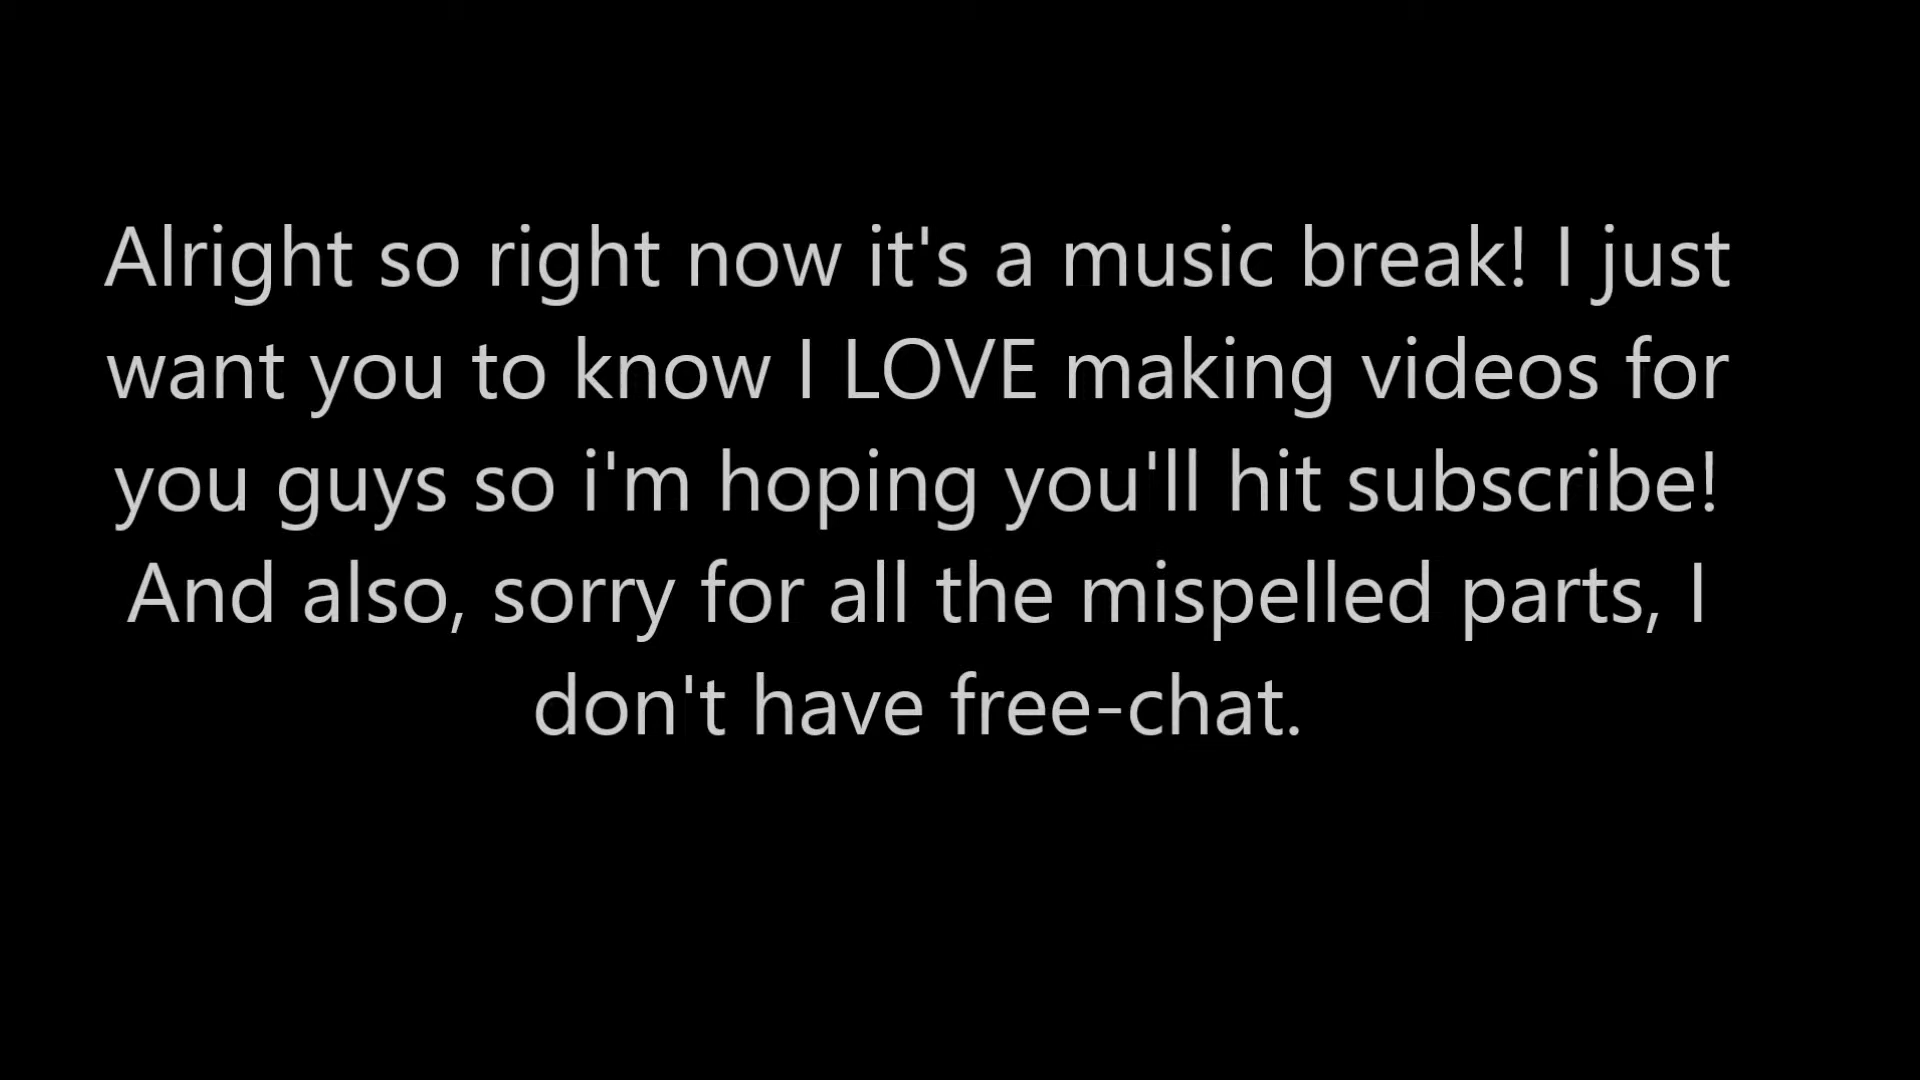 Alright so right now it's a music break! I just
want you to know I LOVE making videos for
you guys so i'm hoping you'll hit subscribe!
And also, sorry for all the mispelled parts, I
don't have free-chat.